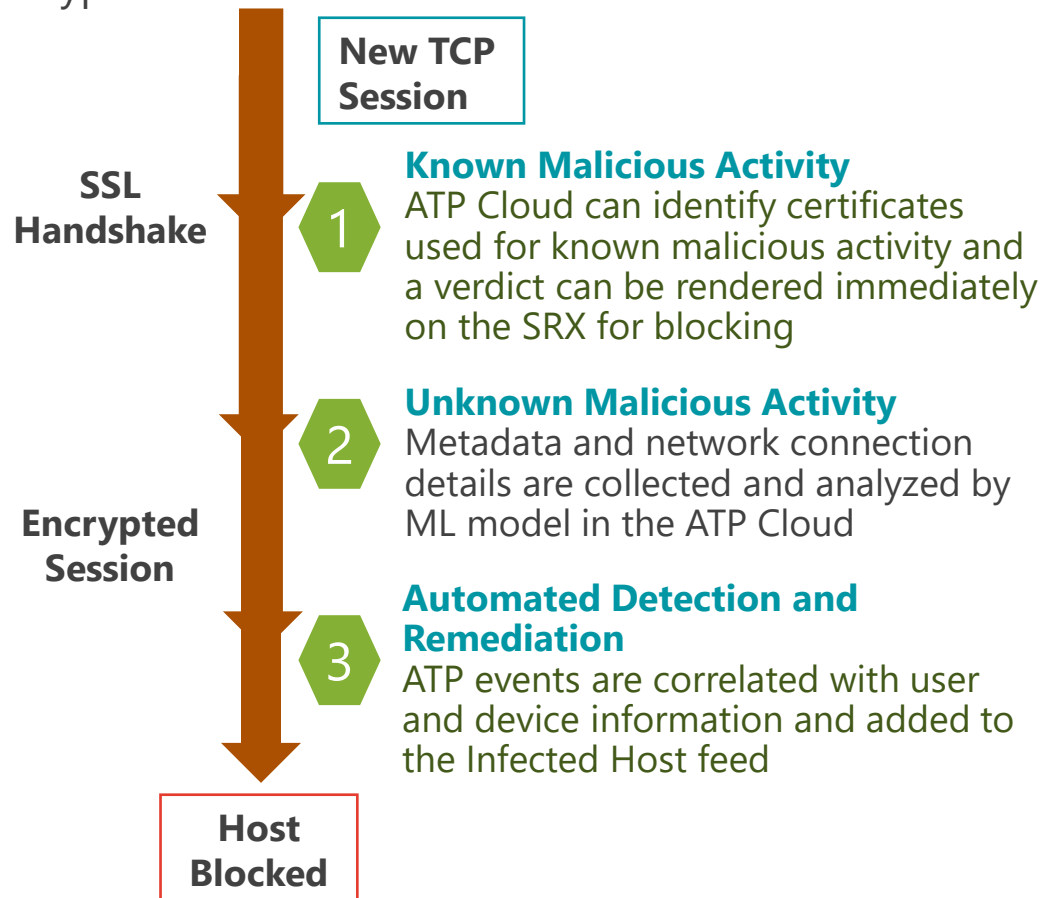 New TCP
Session
SSL
Handshake
1
Known Malicious Activity
ATP Cloud can identify certificates
used for known malicious activity and
a verdict can be rendered immediately
on the SRX for blocking
2
Unknown Malicious Activity
Metadata and network connection
details are collected and analyzed by
ML model in the ATP Cloud
Encrypted
Session
3
Automated Detection and
Remediation
ATP events are correlated with user
and device information and added to
the Infected Host feed
Host
Blocked